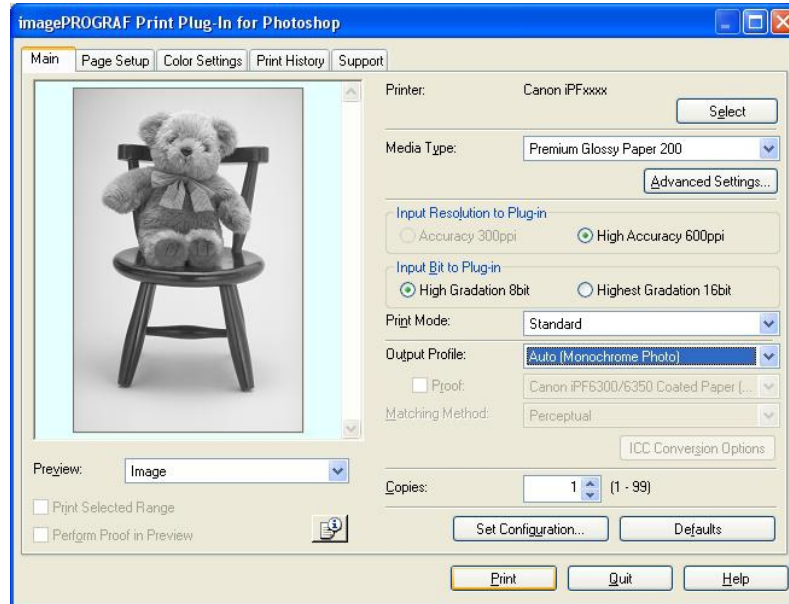 imagePROGRAF Print Plug-In for Photoshop
Main Page Setup Color Settings Print History Support
Printer: Canon iPFxxxx
Select
Media Type: Premium Glossy Paper 200
Advanced Settings...
Input Resolution to Plug-in
Accuracy 300ppi High Accuracy 600ppi
Input Bit to Plug-in
High Gradation 8bit Highest Gradation 16bit
Print Mode: Standard
Output Profile: Auto (Monochrome Photo)
Proof: Canon iPF6300/6350 Coated Paper (...
Matching Method: Perceptual
ICC Conversion Options
Preview: Image
Copies: 1 (1 - 99)
Print Selected Range
Perform Proof in Preview
Set Configuration... Defaults
Print Quit Help